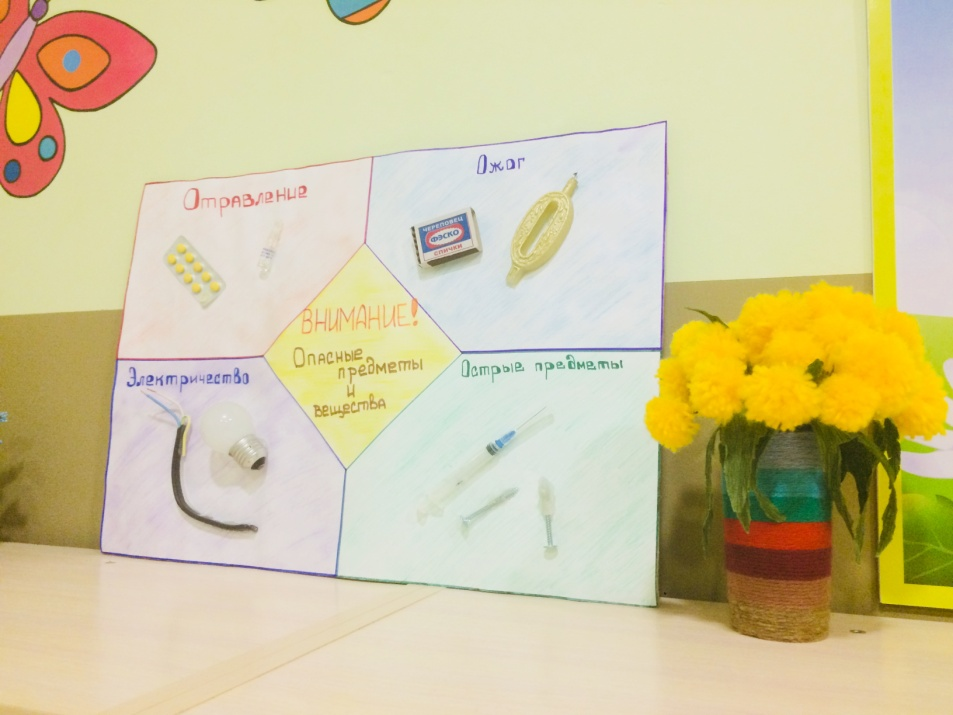 Отравление
Ожог
ЧЕРЕПОВЕЦ
ФЭСКО
СПИЧКИ
ВНИМАНИЕ!
Опасные
предметы
и
вещества
Электричество
Острые предметы